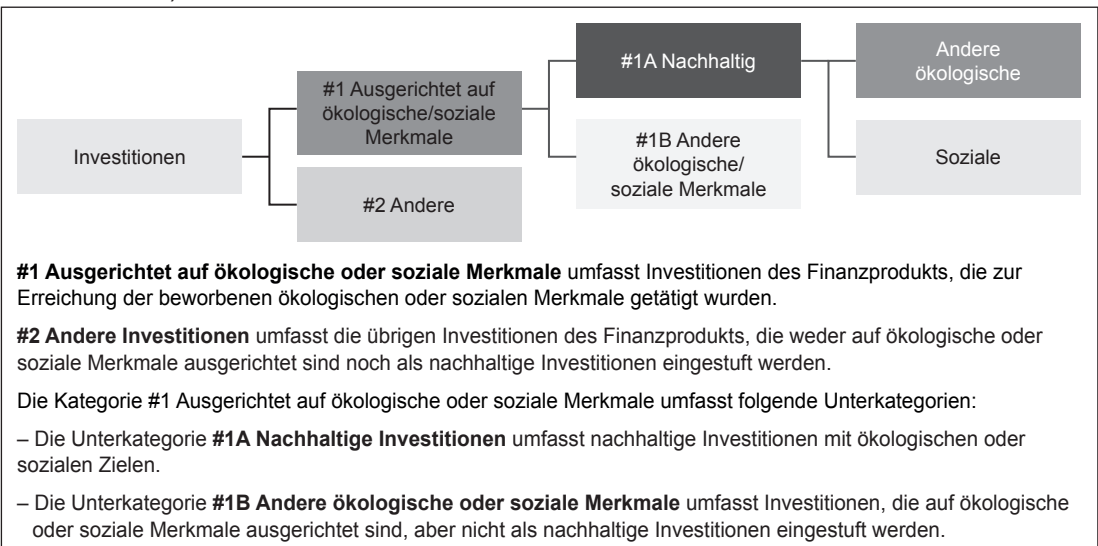 Investitionen
#1 Ausgerichtet auf
ökologische/soziale
Merkmale
#2 Andere
#1A Nachhaltig
#1B Andere
ökologische/
soziale Merkmale
Andere
ökologische
Soziale
#1 Ausgerichtet auf ökologische oder soziale Merkmale umfasst Investitionen des Finanzprodukts, die zur
Erreichung der beworbenen ökologischen oder sozialen Merkmale getätigt wurden.
#2 Andere Investitionen umfasst die übrigen Investitionen des Finanzprodukts, die weder auf ökologische oder
soziale Merkmale ausgerichtet sind noch als nachhaltige Investitionen eingestuft werden.
Die Kategorie #1 Ausgerichtet auf ökologische oder soziale Merkmale umfasst folgende Unterkategorien:
– Die Unterkategorie #1A Nachhaltige Investitionen umfasst nachhaltige Investitionen mit ökologischen oder
sozialen Zielen.
– Die Unterkategorie #1B Andere ökologische oder soziale Merkmale umfasst Investitionen, die auf ökologische
oder soziale Merkmale ausgerichtet sind, aber nicht als nachhaltige Investitionen eingestuft werden.